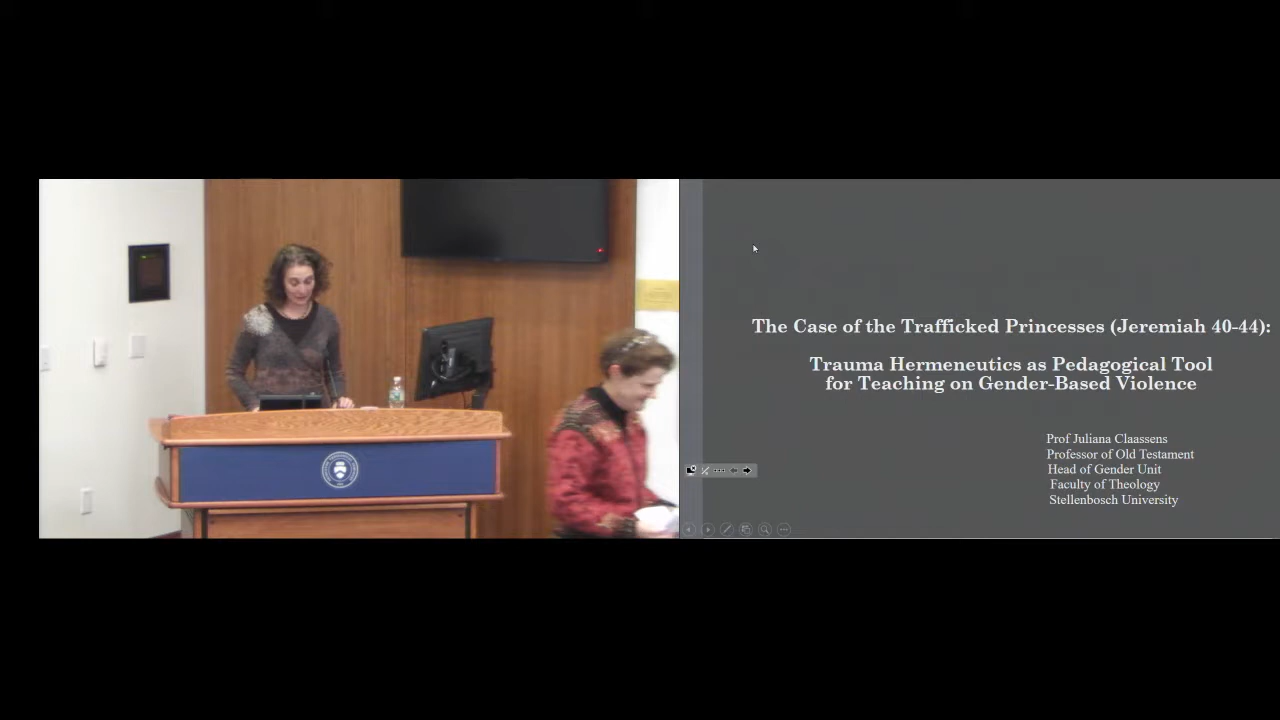 The Case of the Trafficked Princesses (Jeremiah 40-44):
Trauma Hermeneutics as Pedagogical Tool
for Teaching on Gender-Based Violence
Prof Juliana Claassens
Professor of Old Testament
Head of Gender Unit
Faculty of Theology
Stellenbosch University